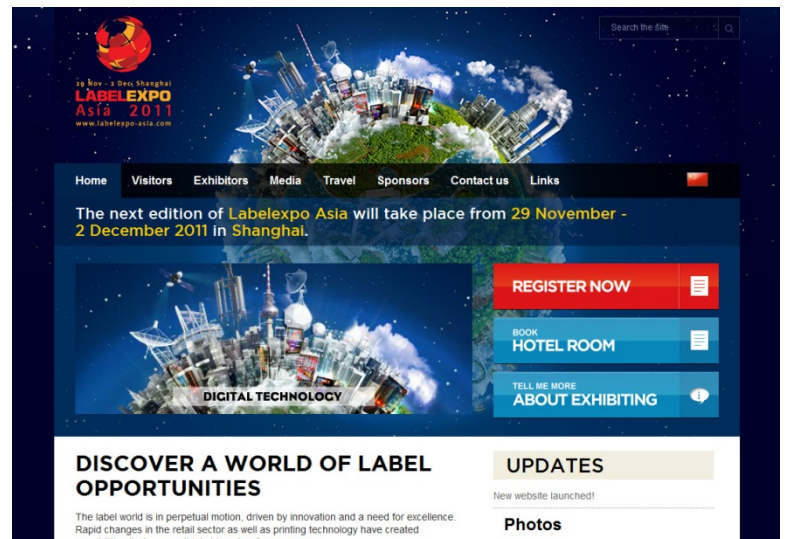 Search the site
29 Nov - 2 Dec, Shanghai
LABELEXPO
Asia 2011
www.labelexpo-asia.com
Home Visitors Exhibitors Media Travel Sponsors Contact us Links
The next edition of Labelexpo Asia will take place from 29 November -
2 December 2011 in Shanghai.
DIGITAL TECHNOLOGY
REGISTER NOW
BOOK
HOTEL ROOM
TELL ME MORE
ABOUT EXHIBITING
DISCOVER A WORLD OF LABEL
OPPORTUNITIES
The label world is in perpetual motion, driven by innovation and a need for excellence.
Rapid changes in the retail sector as well as printing technology have created
UPDATES
New website launched!
Photos